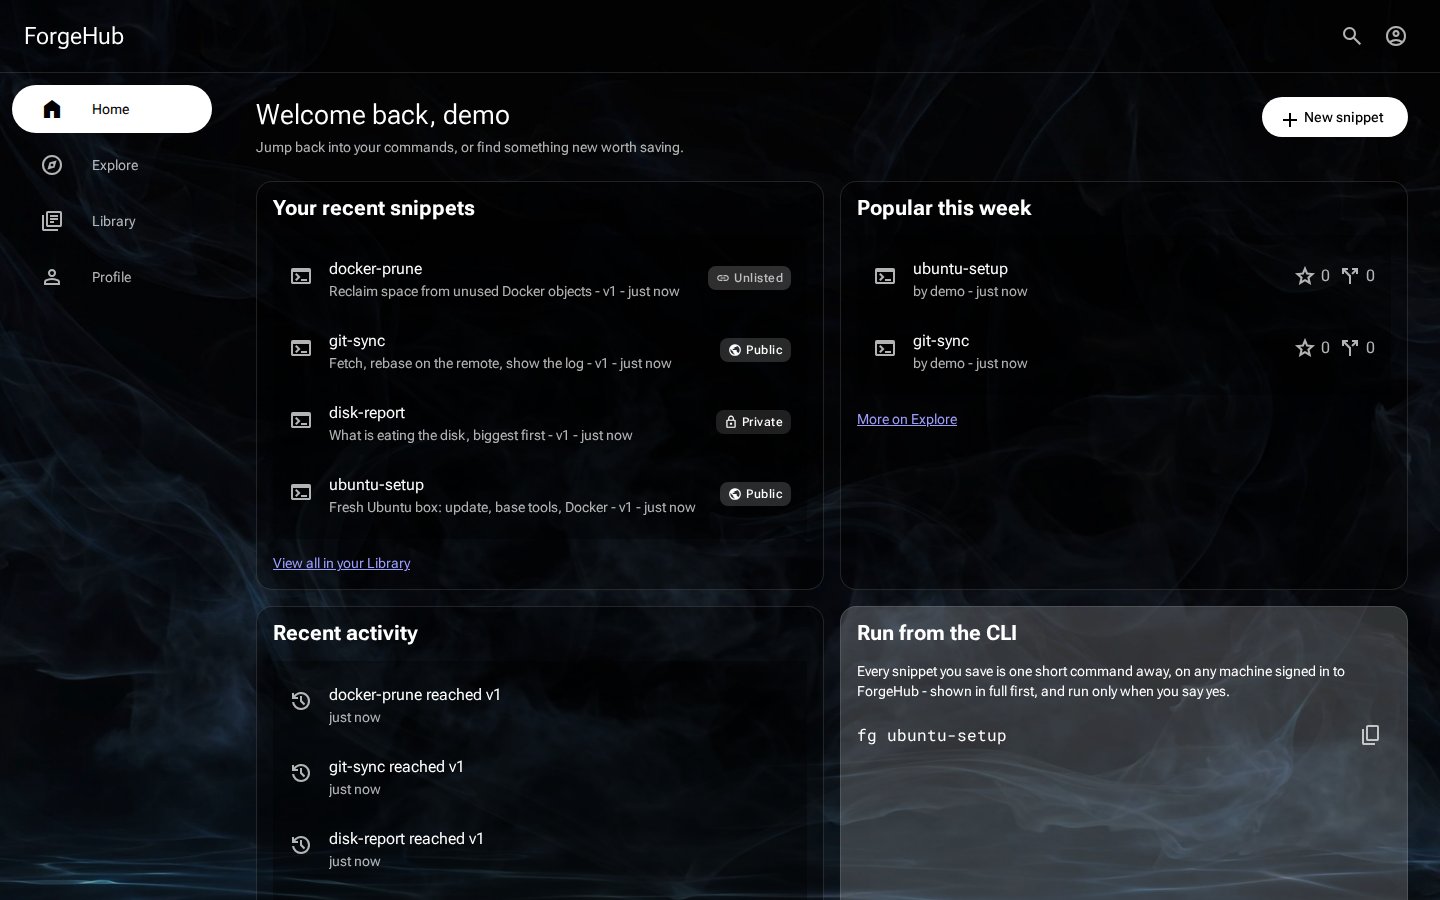 ForgeHub
Home
Explore
Library
Profile
Welcome back, demo
Jump back into your commands, or find something new worth saving.
New snippet
Your recent snippets
docker-prune
Reclaim space from unused Docker objects - v1 - just now
Unlisted
git-sync
Fetch, rebase on the remote, show the log - v1 - just now
Public
disk-report
What is eating the disk, biggest first - v1 - just now
Private
ubuntu-setup
Fresh Ubuntu box: update, base tools, Docker - v1 - just now
Public
View all in your Library
Popular this week
ubuntu-setup
by demo - just now
0 0
git-sync
by demo - just now
0 0
More on Explore
Recent activity
docker-prune reached v1
just now
git-sync reached v1
just now
disk-report reached v1
just now
Run from the CLI
Every snippet you save is one short command away, on any machine signed in to
ForgeHub - shown in full first, and run only when you say yes.
fg ubuntu-setup